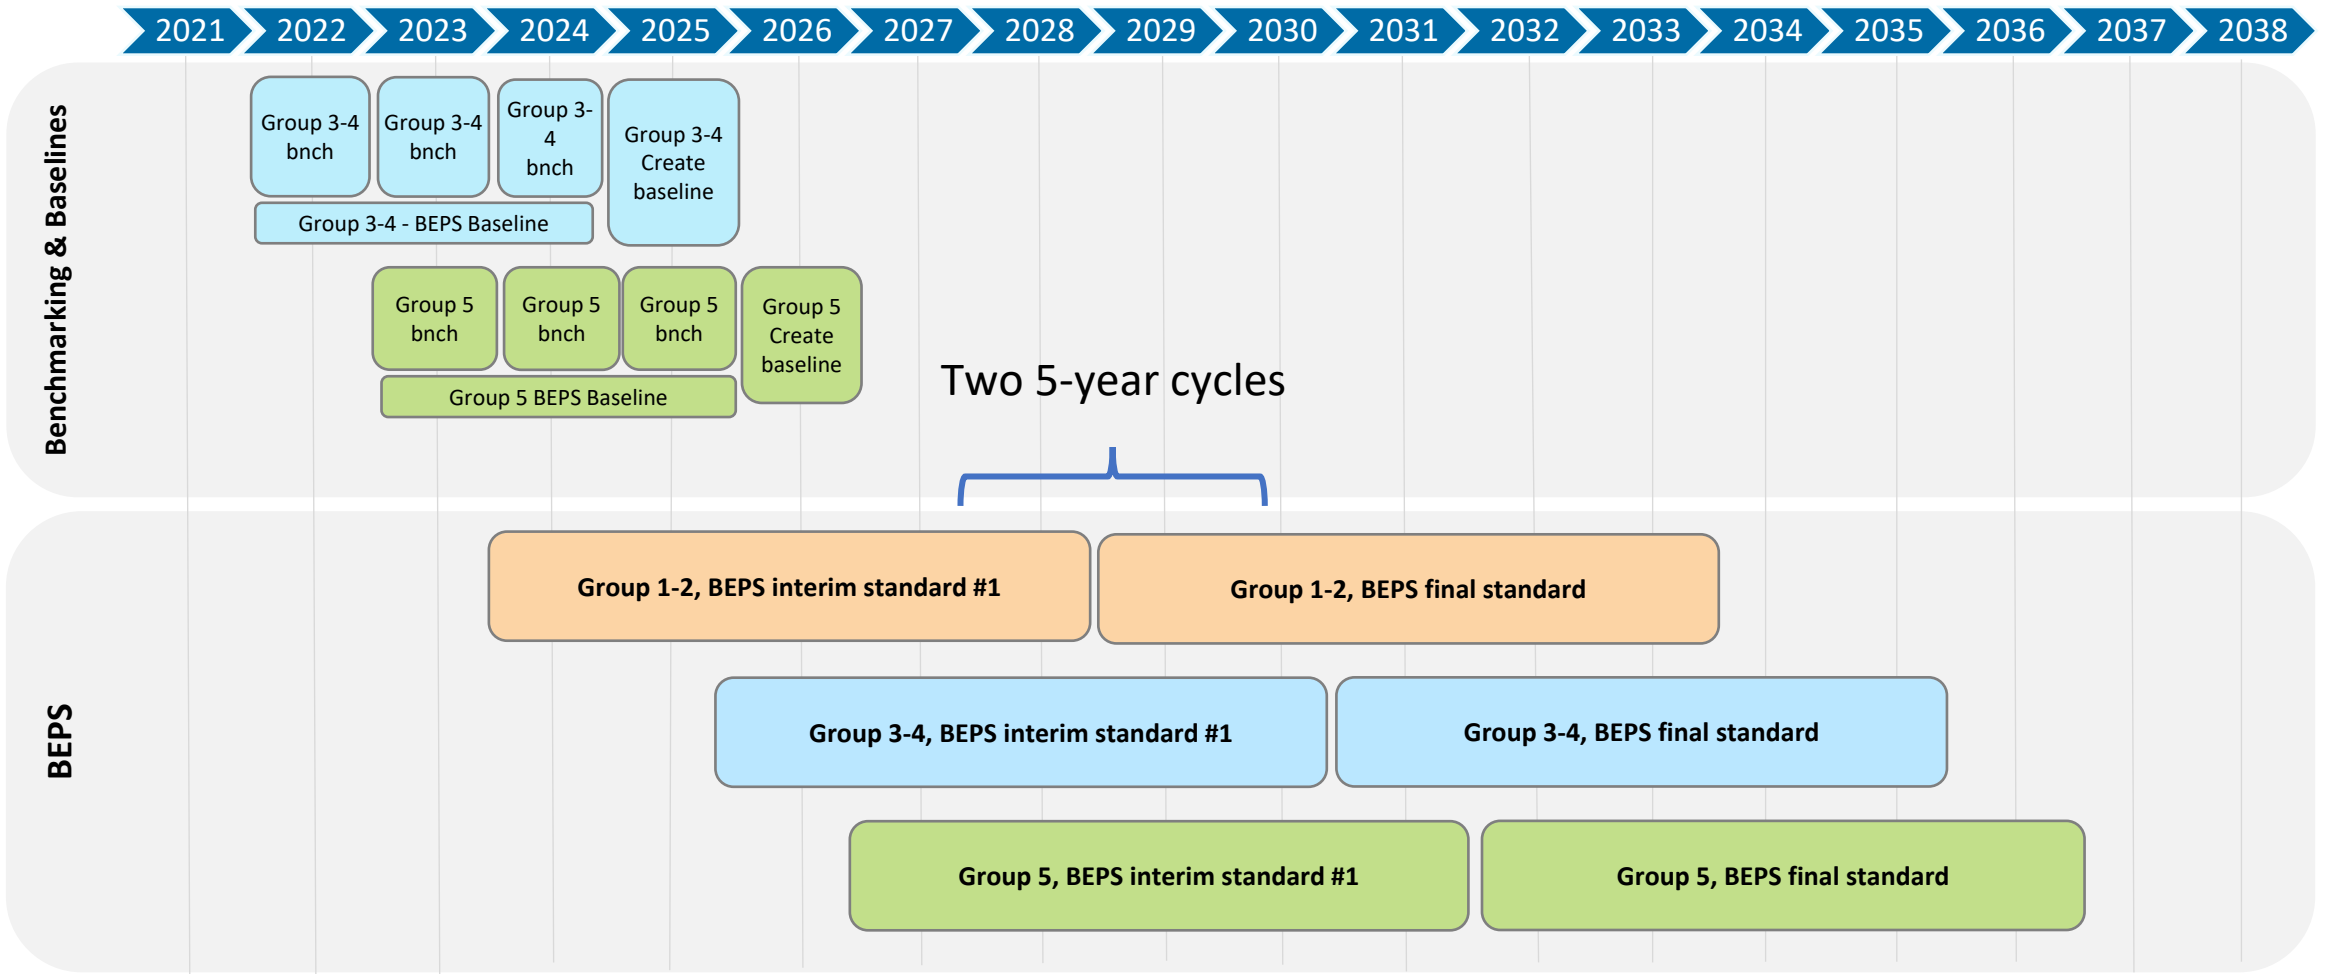 2021 2022 2023 2024 2025 2026 2027 2028 2029 2030 2031 2032 2033 2034 2035 2036 2037 2038
Benchmarking & Baselines
Group 3-4
bnch
Group 3-4
bnch
Group 3-
4
bnch
Group 3-4
Create
baseline
Group 3-4 - BEPS Baseline
Group 5
bnch
Group 5
bnch
Group 5
bnch
Group 5
Create
baseline
Group 5 BEPS Baseline
Two 5-year cycles
BEPS
Group 1-2, BEPS interim standard #1
Group 1-2, BEPS final standard
Group 3-4, BEPS interim standard #1
Group 3-4, BEPS final standard
Group 5, BEPS interim standard #1
Group 5, BEPS final standard